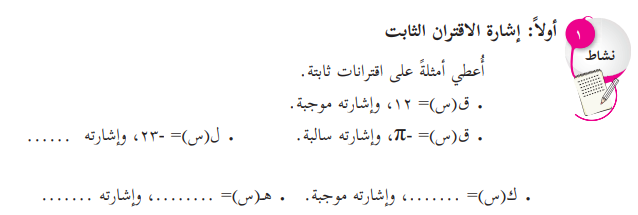 ١
نشاط
أولاً: إشارة الاقتران الثابت
أُعطي أمثلةً على اقترانات ثابتة.
. ق(س)= ١٢، وإشارته موجبة.
. ق(س)= -π، وإشارته سالبة. . ل(س)= -٢٣، وإشارته ......
. ك(س)= .......، وإشارته موجبة. . هـ(س)= ........، وإشارته .......